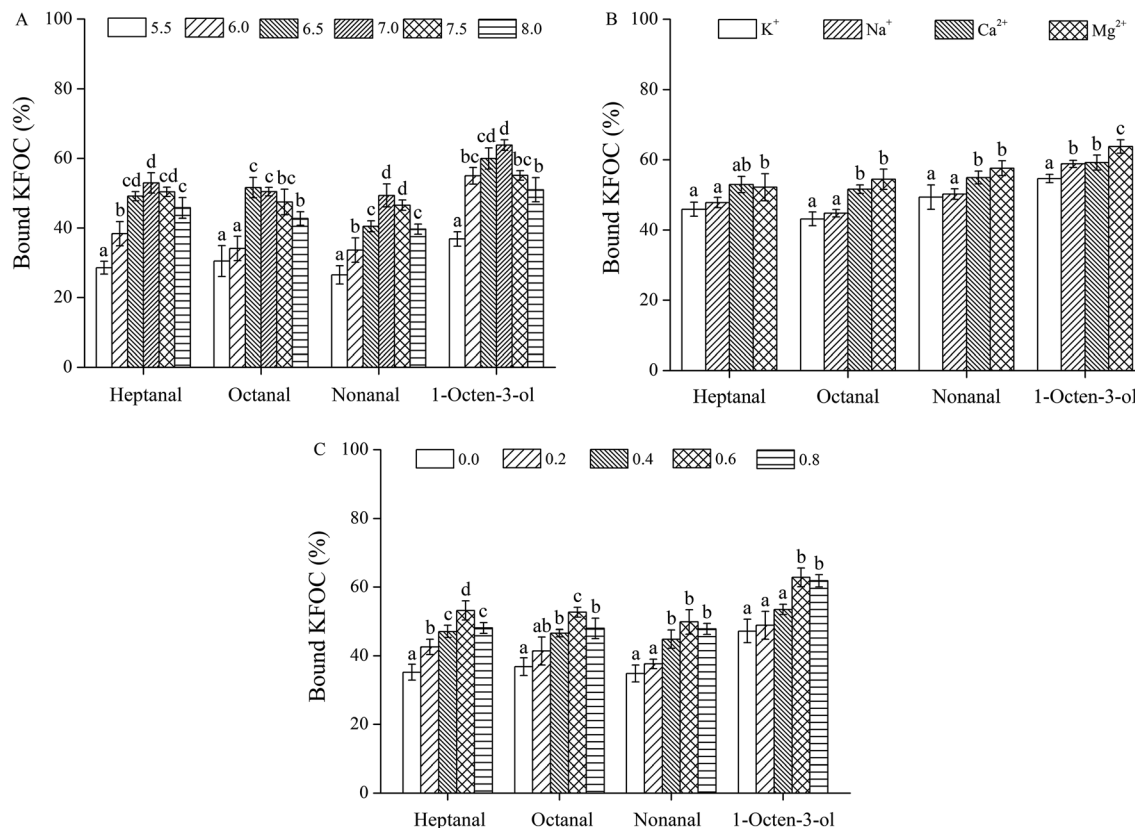 A
5.5 6.0 6.5 7.0 7.5 8.0
Bound KFOC (%)
100
80
60
40
20
0
a b cd d cd c
a a c c bc b
a b c d d c
a bc cd d bc b
Heptanal Octanal Nonanal 1-Octen-3-ol
B
K⁺ Na⁺ Ca²⁺ Mg²⁺
Bound KFOC (%)
100
80
60
40
20
0
a a ab b
a a b b
a a b b
a b b c
Heptanal Octanal Nonanal 1-Octen-3-ol
C
0.0 0.2 0.4 0.6 0.8
Bound KFOC (%)
100
80
60
40
20
0
a b c d c
a ab b c b
a a b b b
a a a b b
Heptanal Octanal Nonanal 1-Octen-3-ol